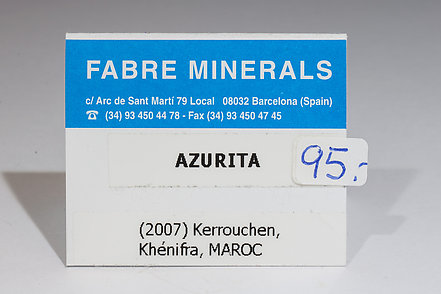 FABRE MINERALS
c/ Arc de Sant Martí 79 Local   08032 Barcelona (Spain)
☎ (34) 93 450 44 78 - Fax (34) 93 450 47 45
AZURITA
95.-
(2007) Kerrouchen,
Khénifra, MAROC